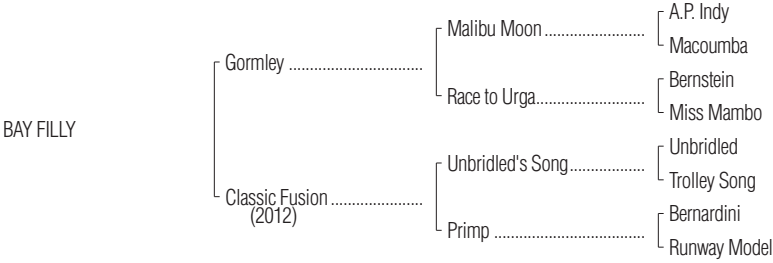 A.P. Indy
Malibu Moon ........................
Macoumba
Gormley ................................
Bernstein
Race to Urga..........................
Miss Mambo
BAY FILLY
Unbridled
Unbridled's Song..................
Trolley Song
Classic Fusion ......................
(2012)
Bernardini
Primp ....................................
Runway Model